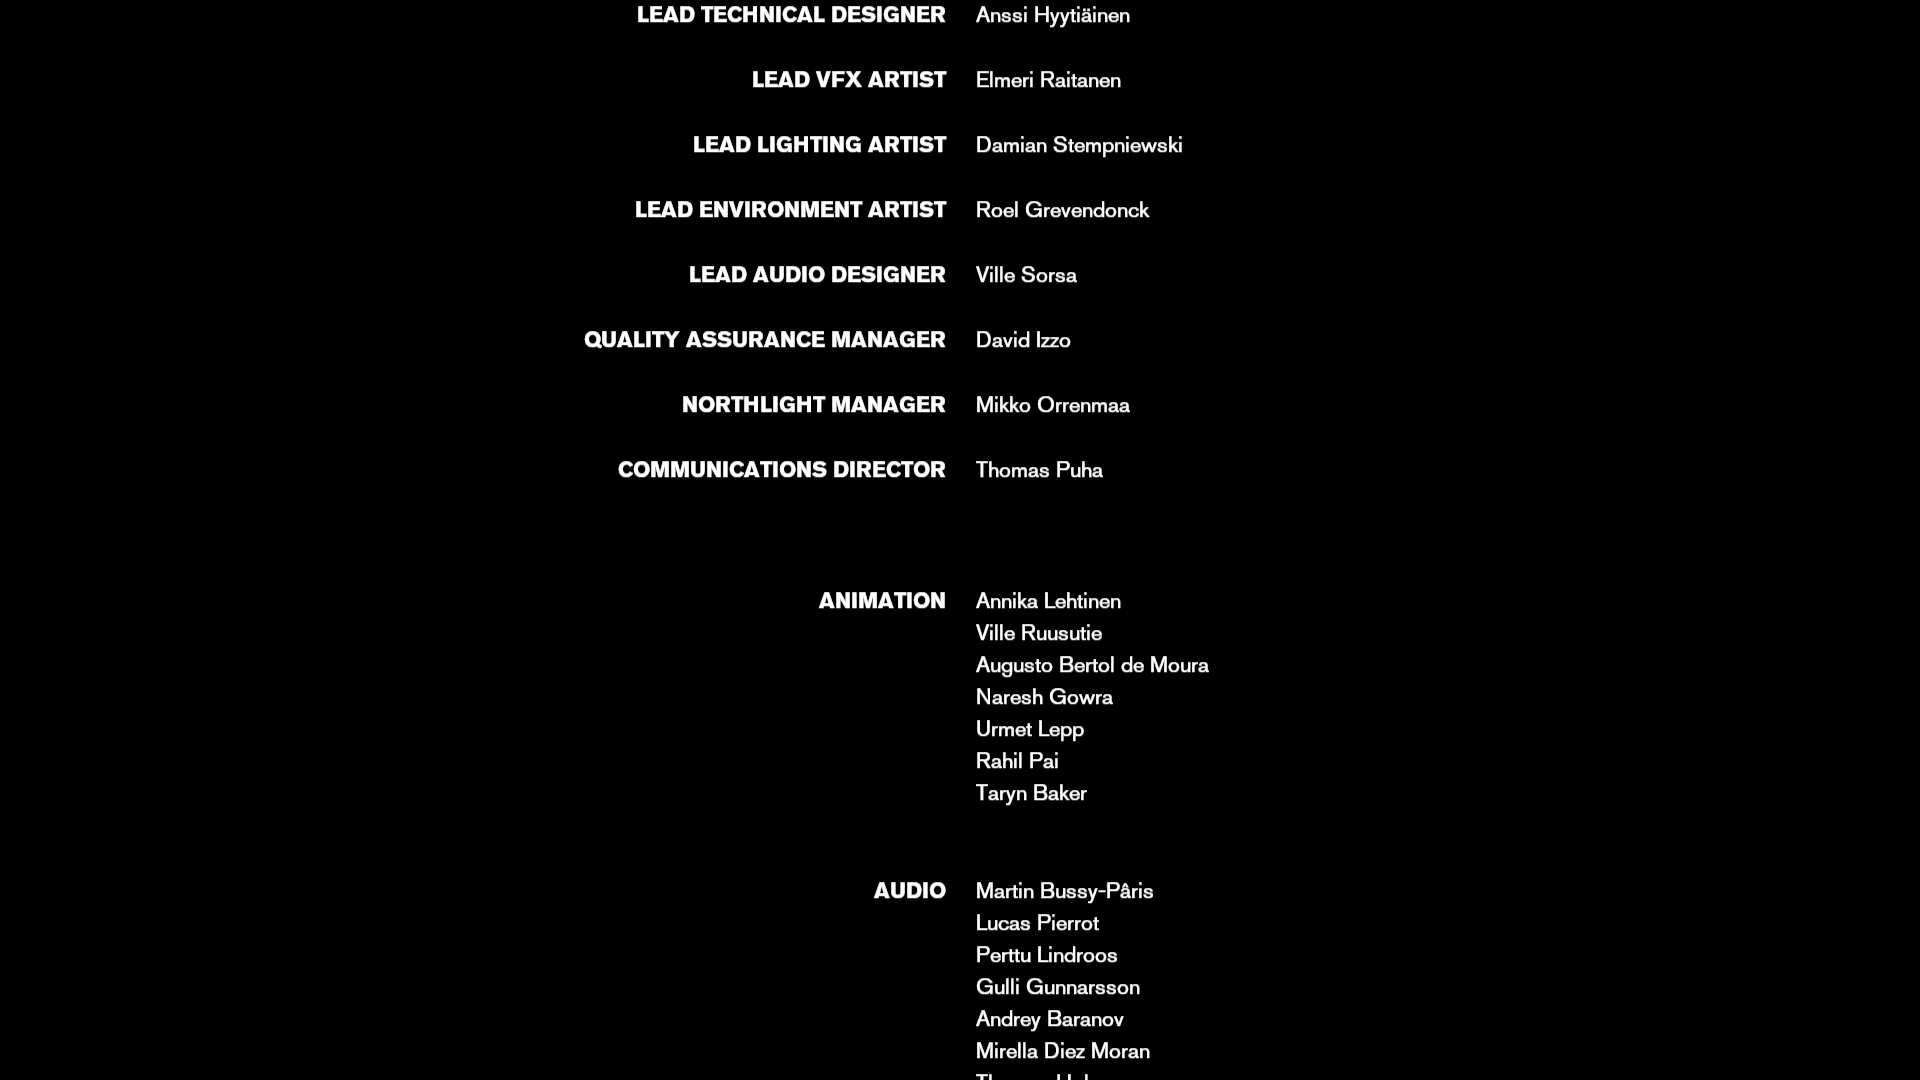 LEAD TECHNICAL DESIGNER Anssi Hyytiäinen
LEAD VFX ARTIST Elmeri Raitanen
LEAD LIGHTING ARTIST Damian Stempniewski
LEAD ENVIRONMENT ARTIST Roel Grevendonck
LEAD AUDIO DESIGNER Ville Sorsa
QUALITY ASSURANCE MANAGER David Izzo
NORTHLIGHT MANAGER Mikko Orrenmaa
COMMUNICATIONS DIRECTOR Thomas Puha
ANIMATION Annika Lehtinen
Ville Ruusutie
Augusto Bertol de Moura
Naresh Gowra
Urmet Lepp
Rahil Pai
Taryn Baker
AUDIO Martin Bussy-Pâris
Lucas Pierrot
Perttu Lindroos
Gulli Gunnarsson
Andrey Baranov
Mirella Diez Moran